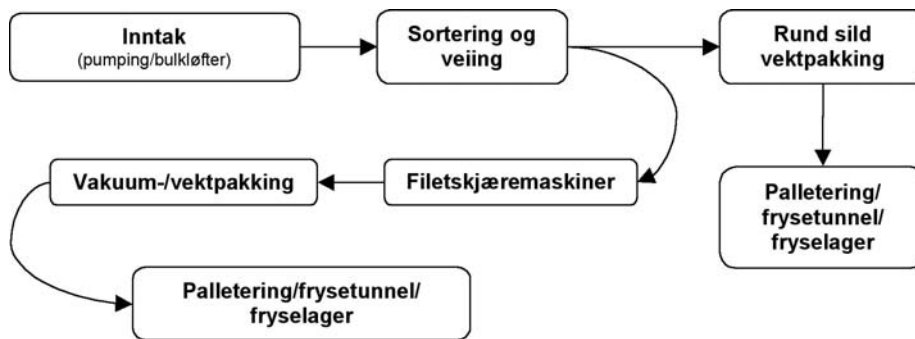 Inntak
(pumping/bulkløfter)
Sortering og
veiing
Rund sild
vektpakking
Vakuum-/vektpakking
Filetskjæremaskiner
Palletering/
frysetunnel/
fryselager
Palletering/frysetunnel/
fryselager